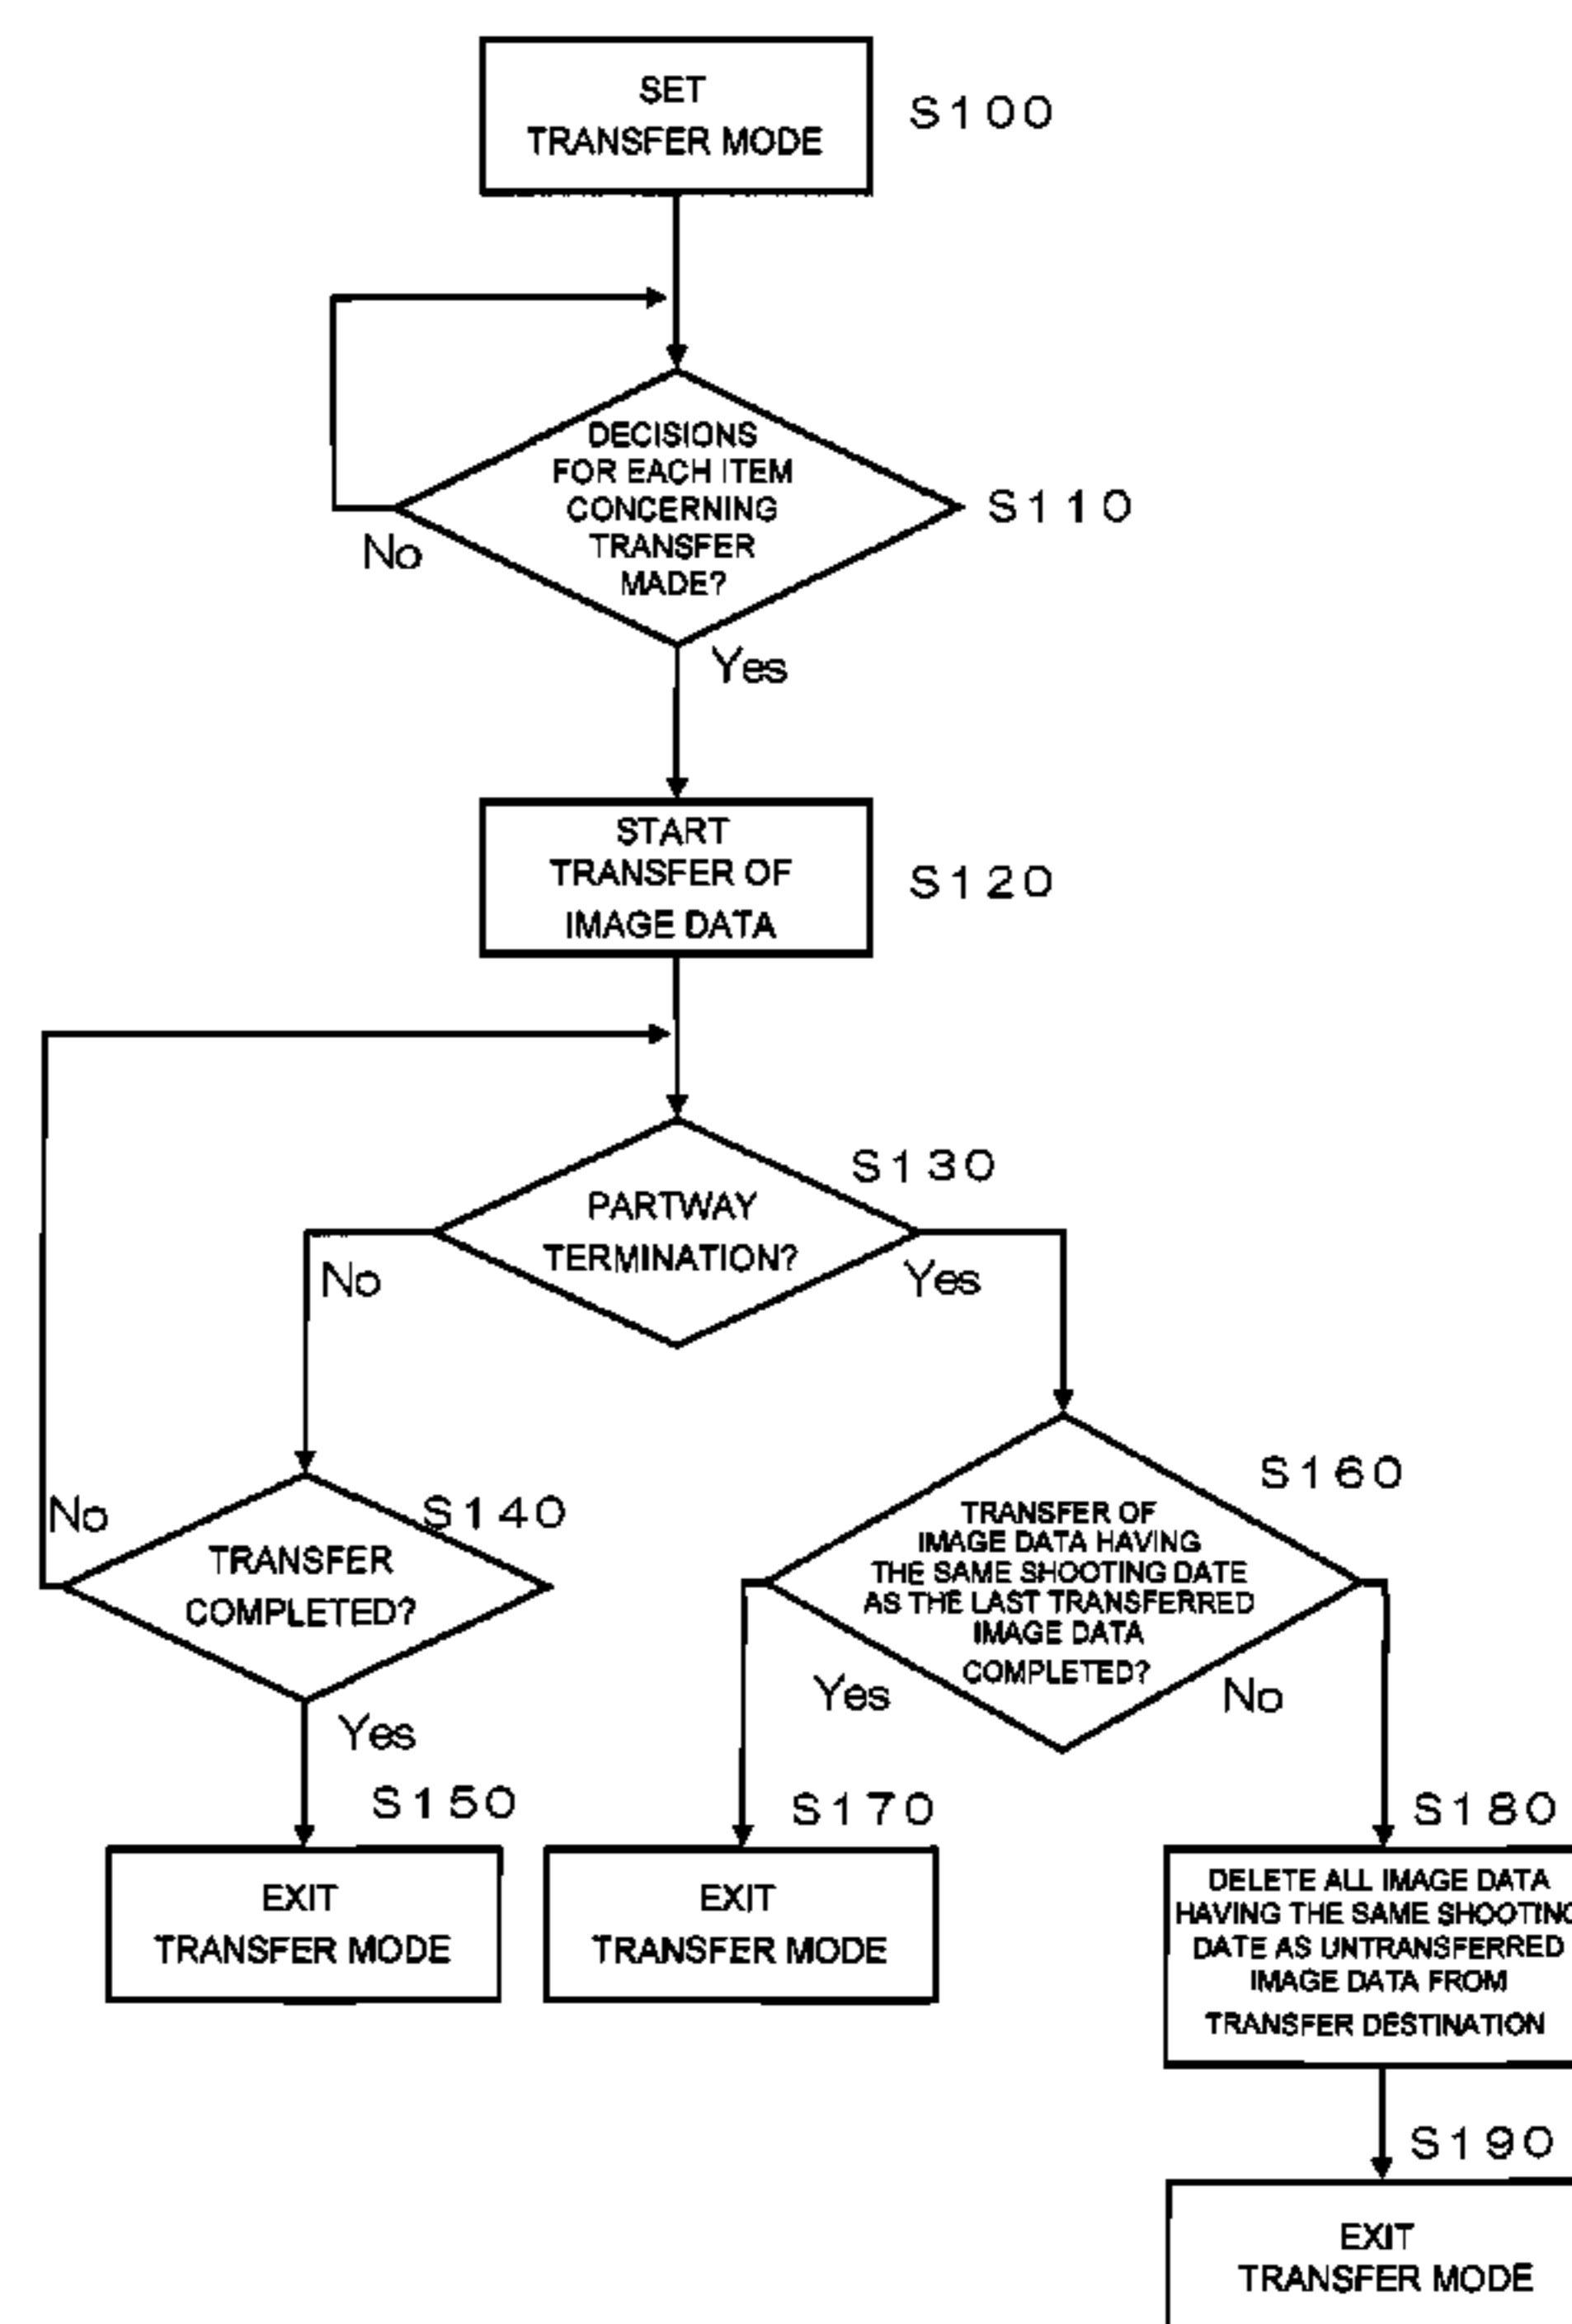 SET
TRANSFER MODE
S100
DECISIONS
FOR EACH ITEM
CONCERNING
TRANSFER
MADE?
S110
No
Yes
START
TRANSFER OF
IMAGE DATA
S120
S130
PARTWAY
TERMINATION?
No
Yes
S140
No
TRANSFER
COMPLETED?
Yes
S160
TRANSFER OF
IMAGE DATA HAVING
THE SAME SHOOTING DATE
AS THE LAST TRANSFERRED
IMAGE DATA
COMPLETED?
Yes
No
S150
EXIT
TRANSFER MODE
S170
EXIT
TRANSFER MODE
S180
DELETE ALL IMAGE DATA
HAVING THE SAME SHOOTING
DATE AS UNTRANSFERRED
IMAGE DATA FROM
TRANSFER DESTINATION
S190
EXIT
TRANSFER MODE